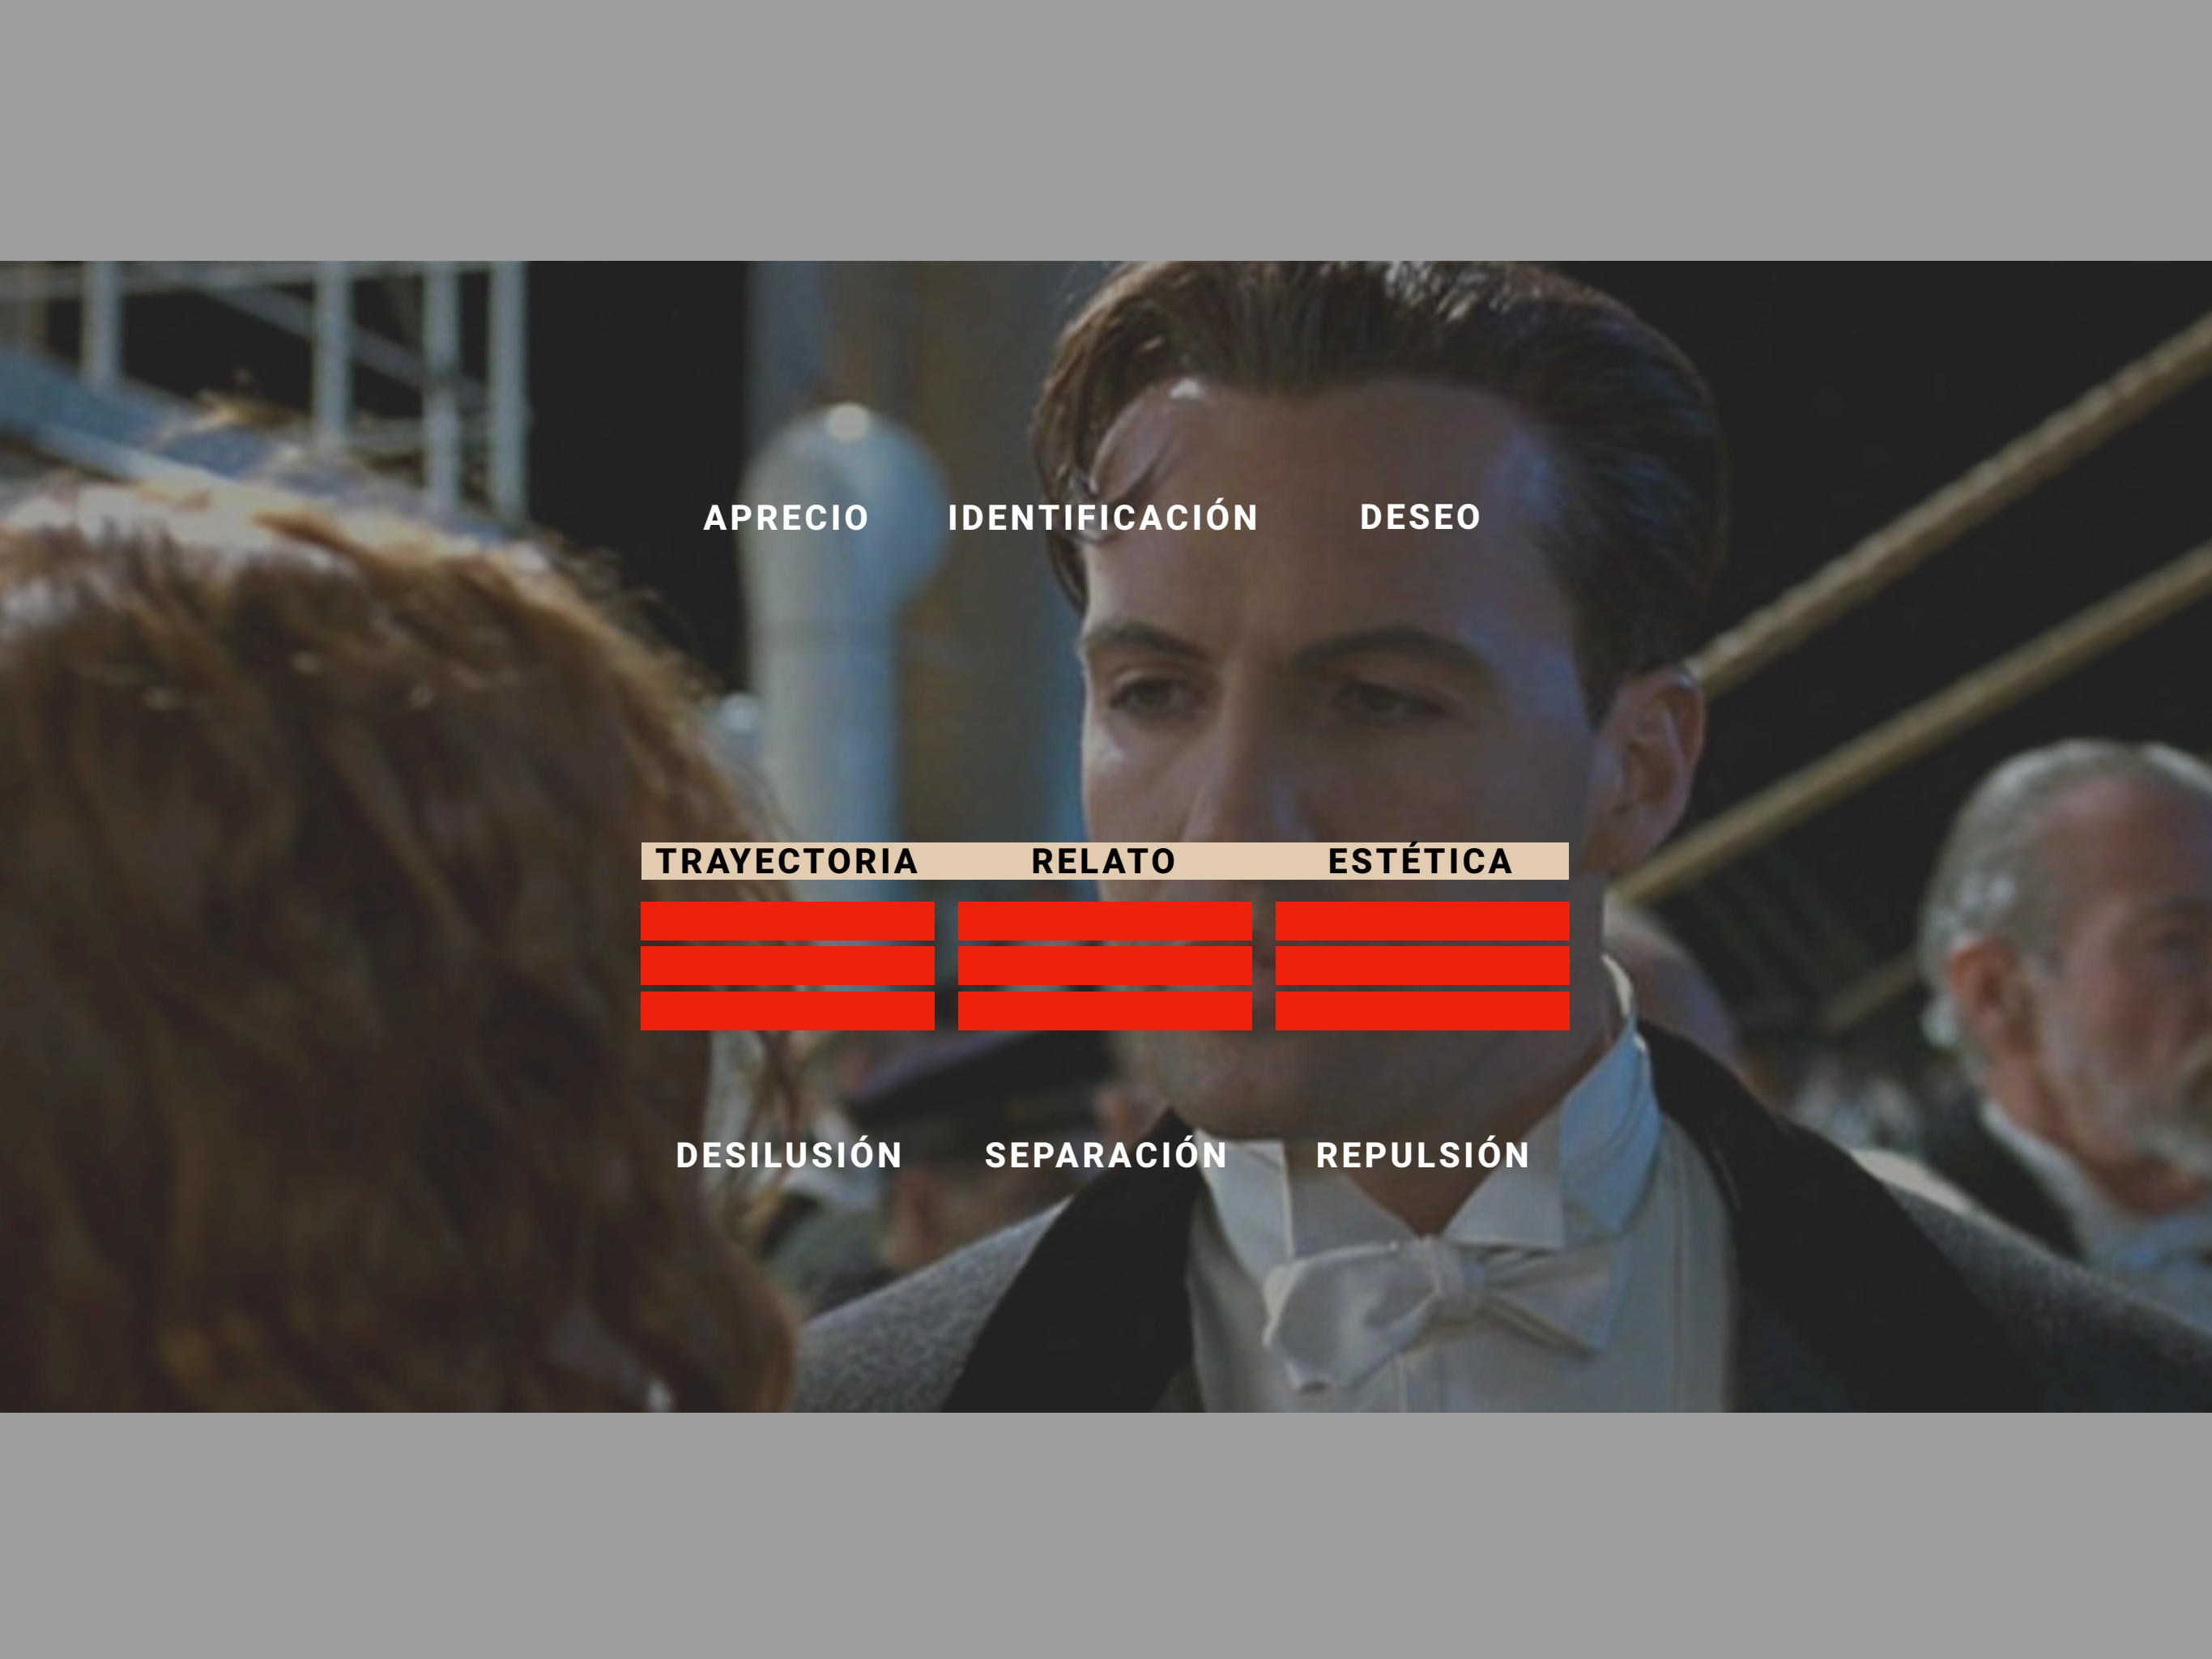 APRECIO IDENTIFICACIÓN DESEO
TRAYECTORIA RELATO ESTÉTICA
DESILUSIÓN SEPARACIÓN REPULSIÓN